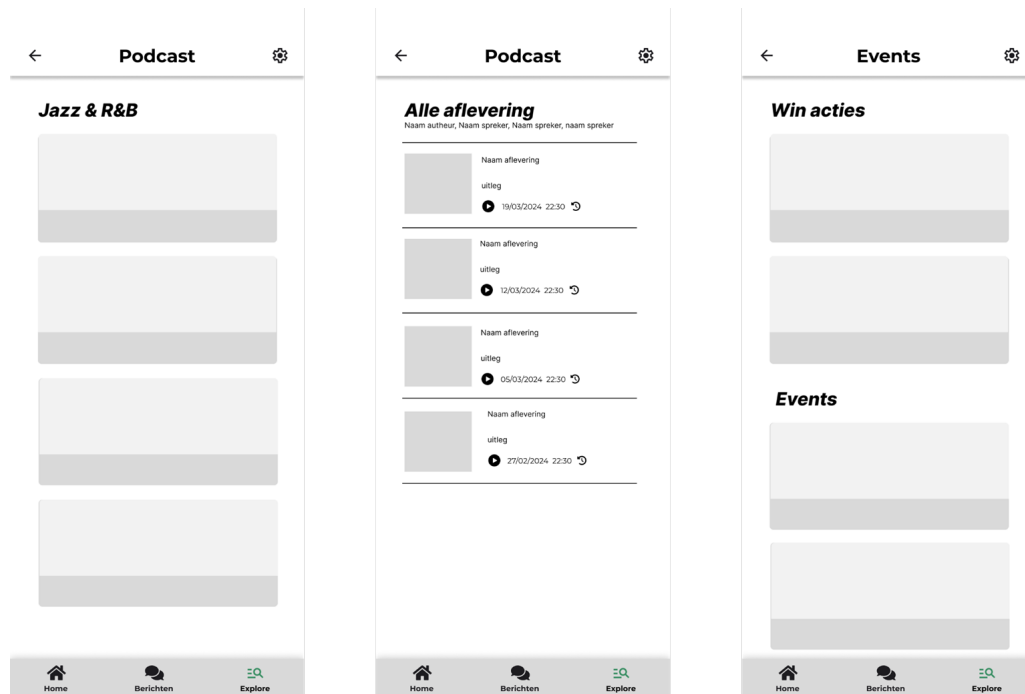 Podcast
Jazz & R&B
Home
Berichten
Explore
Podcast
Alle aflevering
Naam autheur, Naam spreker, Naam spreker, naam spreker
Naam aflevering
uitleg
19/03/2024 22:30
Naam aflevering
uitleg
12/03/2024 22:30
Naam aflevering
uitleg
05/03/2024 22:30
Naam aflevering
uitleg
27/02/2024 22:30
Home
Berichten
Explore
Events
Win acties
Events
Home
Berichten
Explore